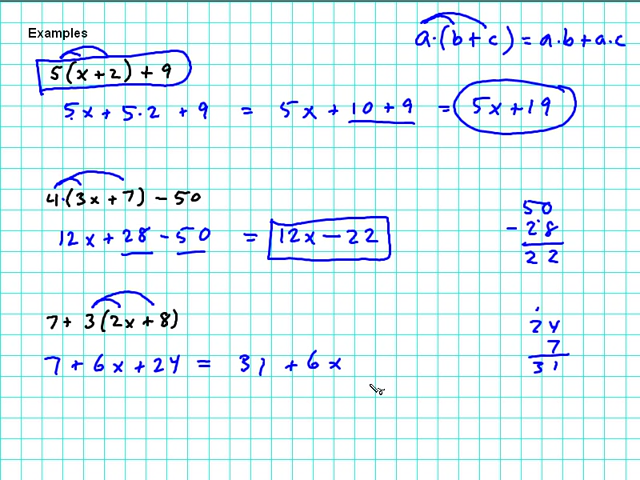 Examples
a·(b+c) = a·b+a·c
5(x+2)+9
5x+5·2+9 = 5x+10+9 = 5x+19
4·(3x+7)-50
12x+28-50 = 12x-22
50
-28
22
7+3(2x+8)
7+6x+24 = 31+6x
1
24
7
31